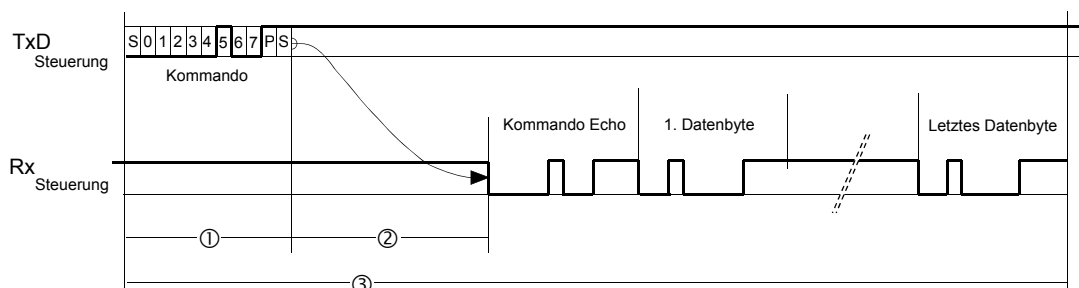 TxD
Steuerung
S 0 1 2 3 4 5 6 7 P S
Kommando
Kommando Echo
1. Datenbyte
Letztes Datenbyte
Rx
Steuerung
①
②
③